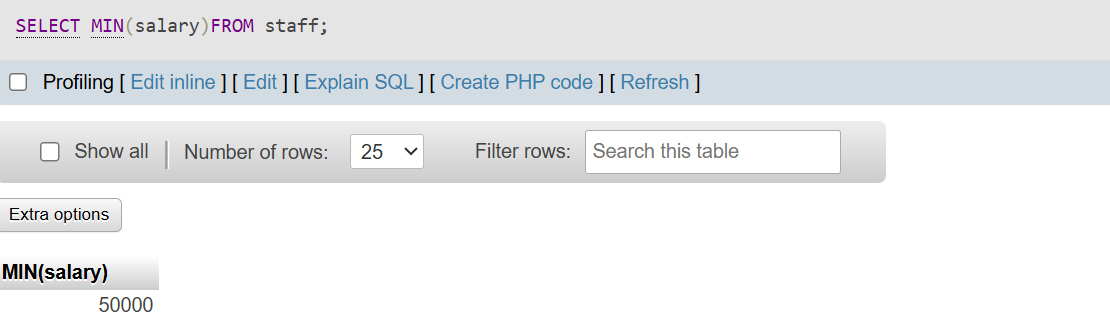 SELECT MIN(salary)FROM staff;
Profiling [ Edit inline ] [ Edit ] [ Explain SQL ] [ Create PHP code ] [ Refresh ]
Show all | Number of rows: 25 Filter rows: Search this table
Extra options
MIN(salary)
50000